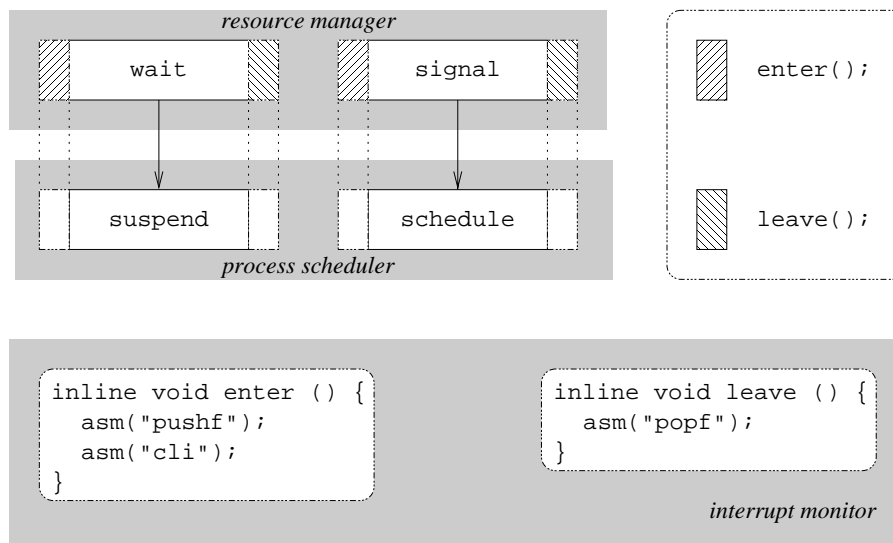 resource manager
wait
signal
enter();
suspend
schedule
leave();
process scheduler
inline void enter () {
asm("pushf");
asm("cli");
}
inline void leave () {
asm("popf");
}
interrupt monitor